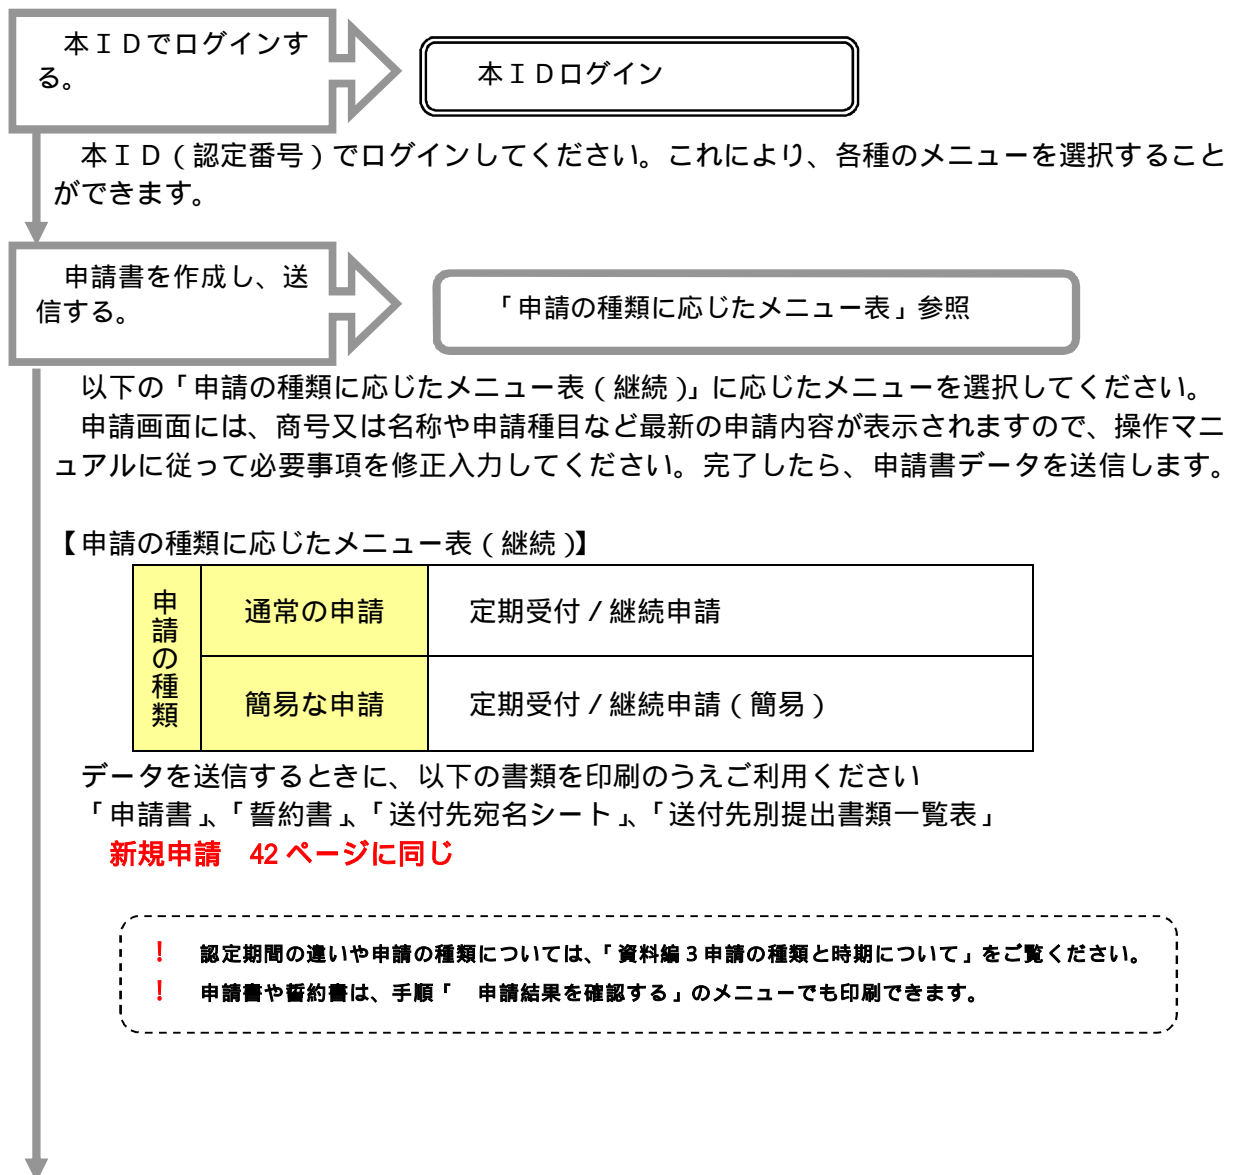 本ＩＤでログインす
る。
本ＩＤログイン
本ＩＤ（認定番号）でログインしてください。これにより、各種のメニューを選択すること
ができます。
申請書を作成し、送
信する。
「申請の種類に応じたメニュー表」参照
以下の「申請の種類に応じたメニュー表（継続）」に応じたメニューを選択してください。
申請画面には、商号又は名称や申請種目など最新の申請内容が表示されますので、操作マニ
ュアルに従って必要事項を修正入力してください。完了したら、申請書データを送信します。
【申請の種類に応じたメニュー表（継続）】
申請の種類
通常の申請　定期受付／継続申請
簡易な申請　定期受付／継続申請（簡易）
データを送信するときに、以下の書類を印刷のうえご利用ください
「申請書」、「誓約書」、「送付先宛名シート」、「送付先別提出書類一覧表」
新規申請　42 ページに同じ
！　認定期間の違いや申請の種類については、「資料編３申請の種類と時期について」をご覧ください。
！　申請書や誓約書は、手順「　申請結果を確認する」のメニューでも印刷できます。